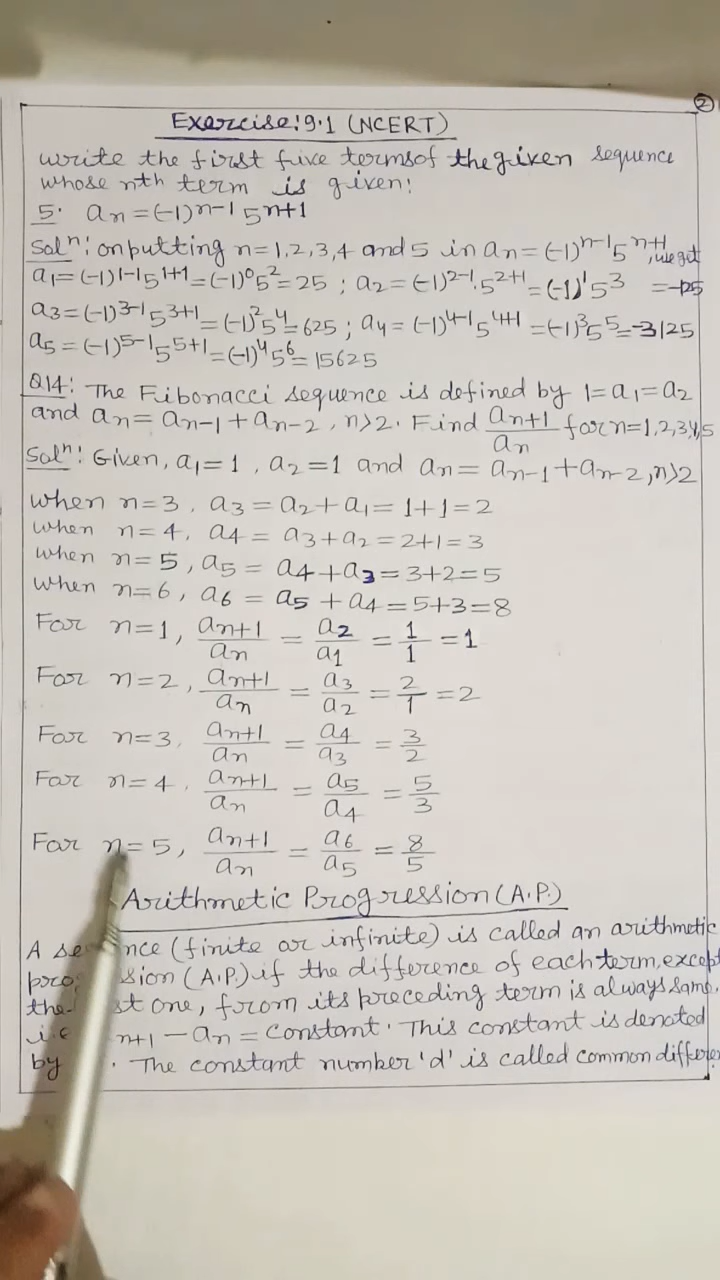 ②
Exercise:9.1 (NCERT)
write the first five terms of the given sequence
whose nth term is given:
5. an = (-1)^n-1 5^n+1
Solⁿ: on putting n=1,2,3,4 and 5 in an = (-1)^n-1 5^n+1, we get
a1 = (-1)^1-1 5^1+1 = (-1)^0 5^2 = 25 ; a2 = (-1)^2-1 . 5^2+1 = (-1)^1 5^3 = -125
a3 = (-1)^3-1 5^3+1 = (-1)^2 5^4 = 625 ; a4 = (-1)^4-1 5^4+1 = (-1)^3 5^5 = -3125
a5 = (-1)^5-1 5^5+1 = (-1)^4 5^6 = 15625
Q14: The Fibonacci sequence is defined by 1 = a1 = a2
and an = an-1 + an-2, n>2. Find an+1/an for n=1,2,3,4,5
Solⁿ: Given, a1 = 1, a2 = 1 and an = an-1 + an-2, n>2
when n=3, a3 = a2 + a1 = 1+1 = 2
when n=4, a4 = a3 + a2 = 2+1 = 3
when n=5, a5 = a4 + a3 = 3+2 = 5
when n=6, a6 = a5 + a4 = 5+3 = 8
For n=1, an+1/an = a2/a1 = 1/1 = 1
For n=2, an+1/an = a3/a2 = 2/1 = 2
For n=3, an+1/an = a4/a3 = 3/2
For n=4, an+1/an = a5/a4 = 5/3
For n=5, an+1/an = a6/a5 = 8/5
Arithmetic Progression (A.P.)
A (finite or infinite) is called an arithmetic
(A.P.) if the difference of each term, except
the one, from its preceding term is always same.
n+1 - an = constant. This constant is denoted
by . The constant number 'd' is called common